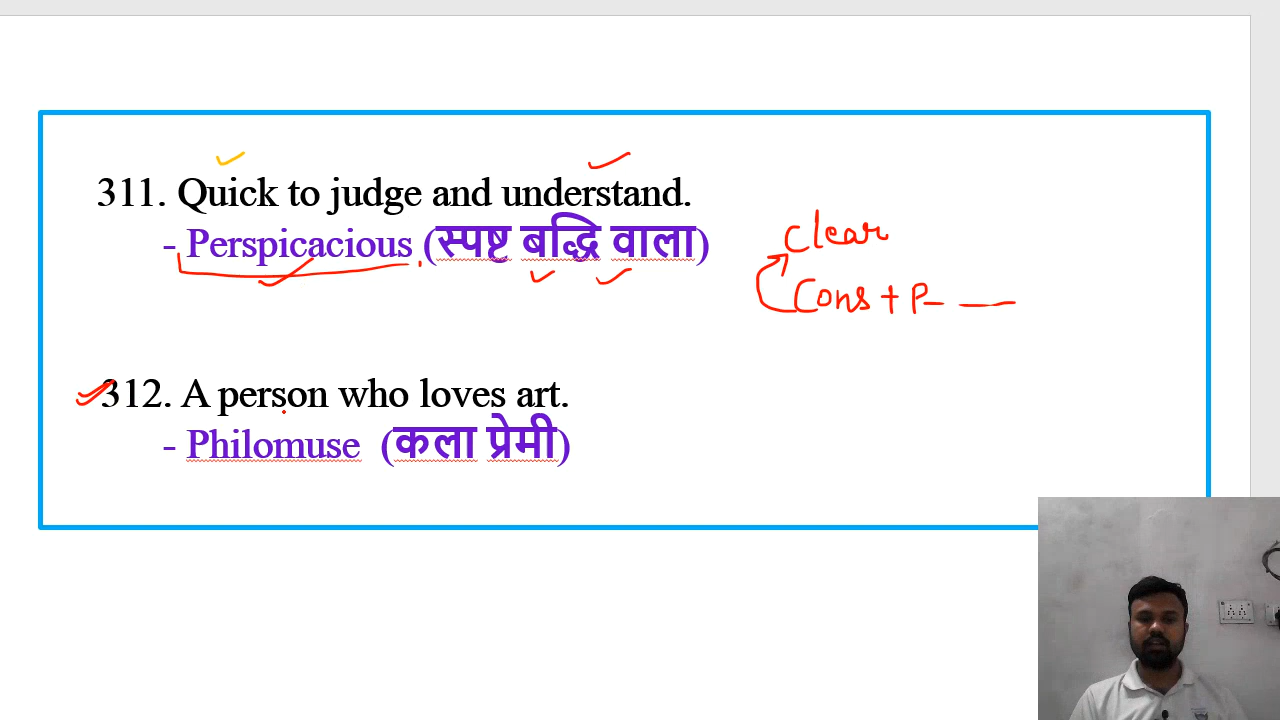 311. Quick to judge and understand.
- Perspicacious (स्पष्ट बद्धि वाला)
clear
Cons + P- —
312. A person who loves art.
- Philomuse (कला प्रेमी)